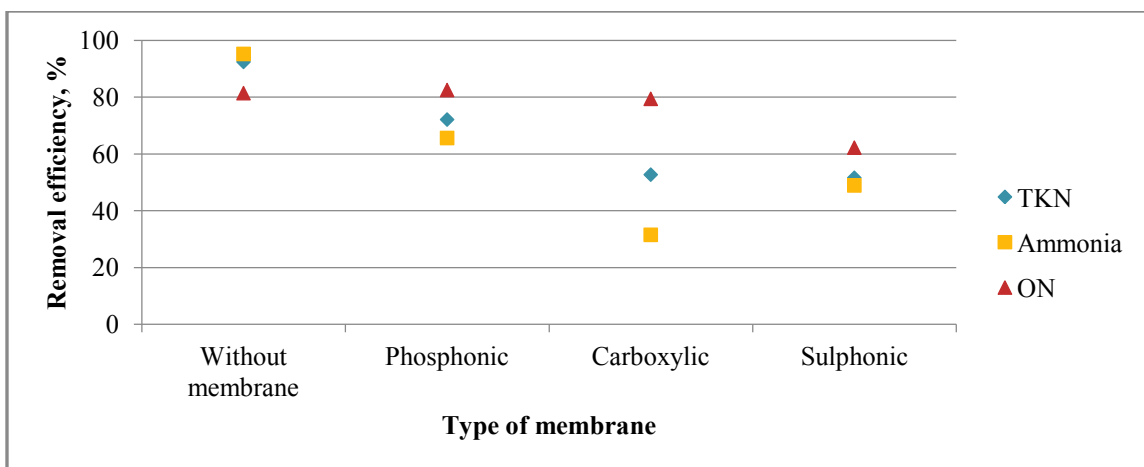 Removal efficiency, %
100
80
60
40
20
0
Without
membrane
Phosphonic
Carboxylic
Sulphonic
Type of membrane
TKN
Ammonia
ON